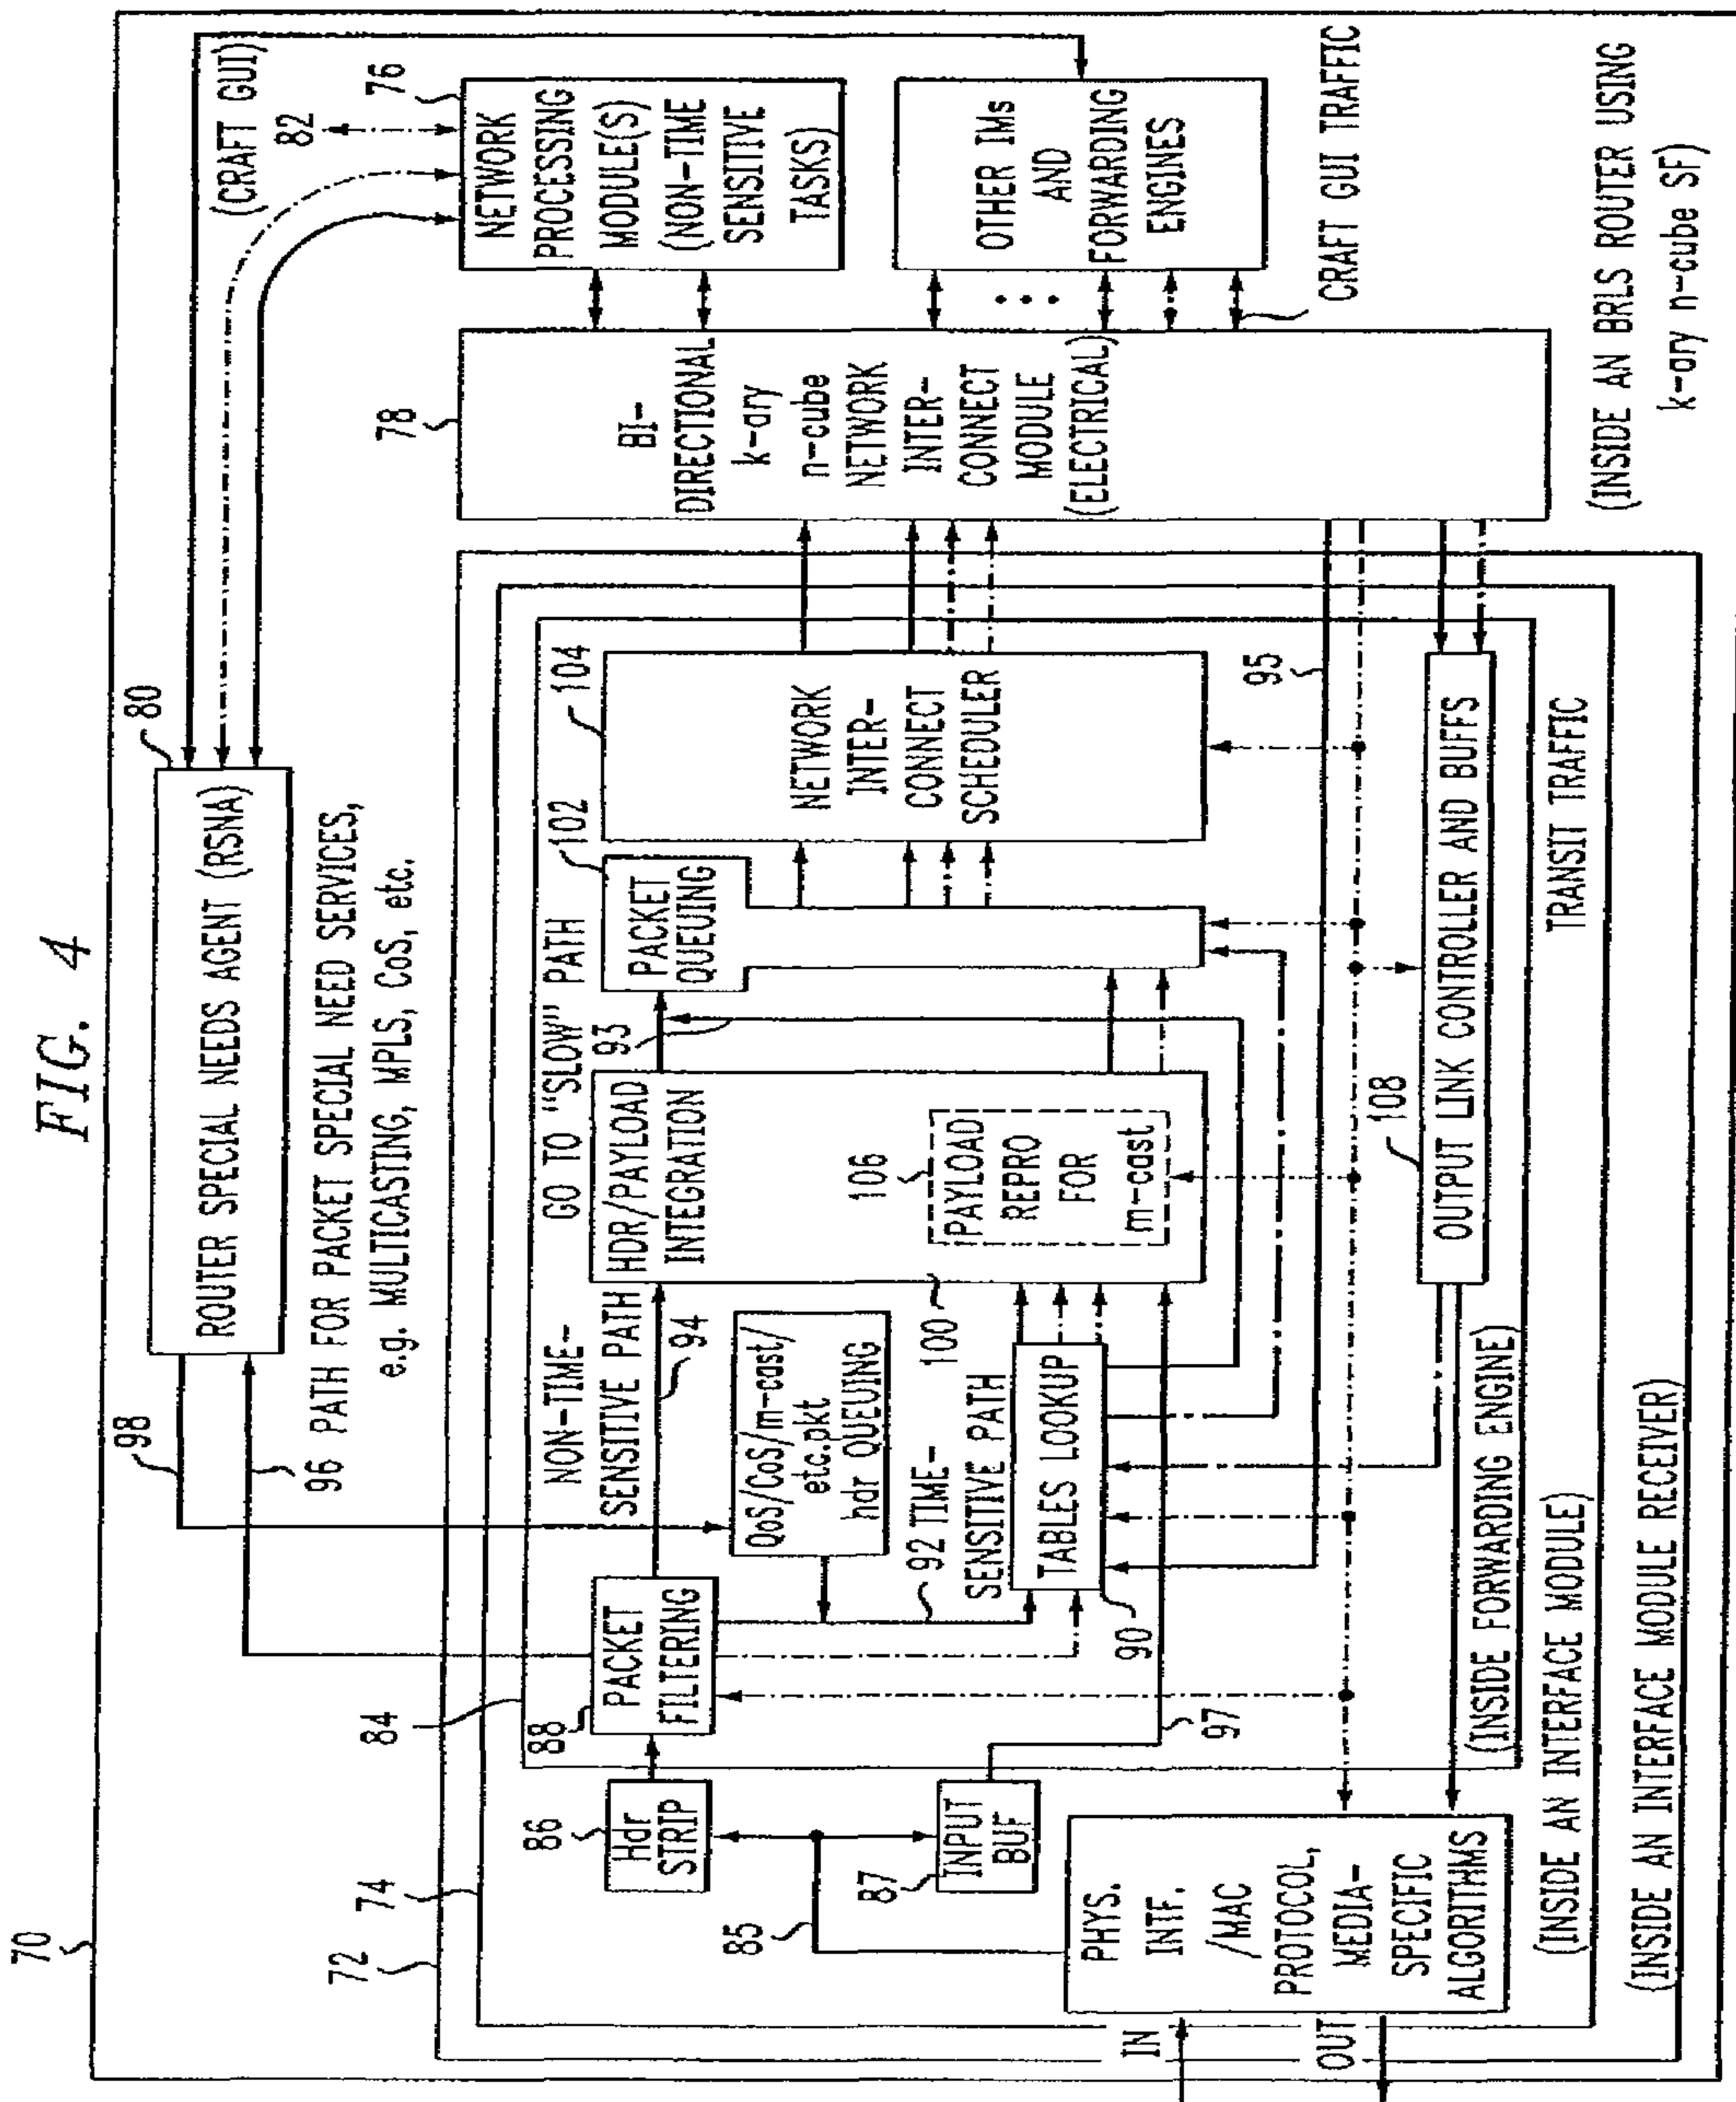 FIG. 4
70
72
74
84
98
96 PATH FOR PACKET SPECIAL NEED SERVICES,
e.g. MULTICASTING, MPLS, CoS, etc.
ROUTER SPECIAL NEEDS AGENT (RSNA)
80
(CRAFT GUI)
82
76
NETWORK
PROCESSING
MODULE(S)
(NON-TIME
SENSITIVE
TASKS)
OTHER IMs
AND
FORWARDING
ENGINES
CRAFT GUI TRAFFIC
78
BI-
DIRECTIONAL
k-ary
n-cube
NETWORK
INTER-
CONNECT
MODULE
(ELECTRICAL)
86
Hdr
STRIP
88
PACKET
FILTERING
NON-TIME-
SENSITIVE PATH
94
QoS/CoS/m-cast/
etc.pkt
hdr QUEUING
92 TIME-
SENSITIVE PATH
TABLES LOOKUP
90
GO TO "SLOW" PATH
93
HDR/PAYLOAD
INTEGRATION
100
106
PAYLOAD
REPRO
FOR
m-cast
102
PACKET
QUEUING
104
NETWORK
INTER-
CONNECT
SCHEDULER
95
85
87
INPUT
BUF
97
108
OUTPUT LINK CONTROLLER AND BUFFS
TRANSIT TRAFFIC
PHYS.
INTF.
/MAC
PROTOCOL,
MEDIA-
SPECIFIC
ALGORITHMS
IN
OUT
(INSIDE FORWARDING ENGINE)
(INSIDE AN INTERFACE MODULE)
(INSIDE AN INTERFACE MODULE RECEIVER)
(INSIDE AN BRLS ROUTER USING
k-ary n-cube SF)